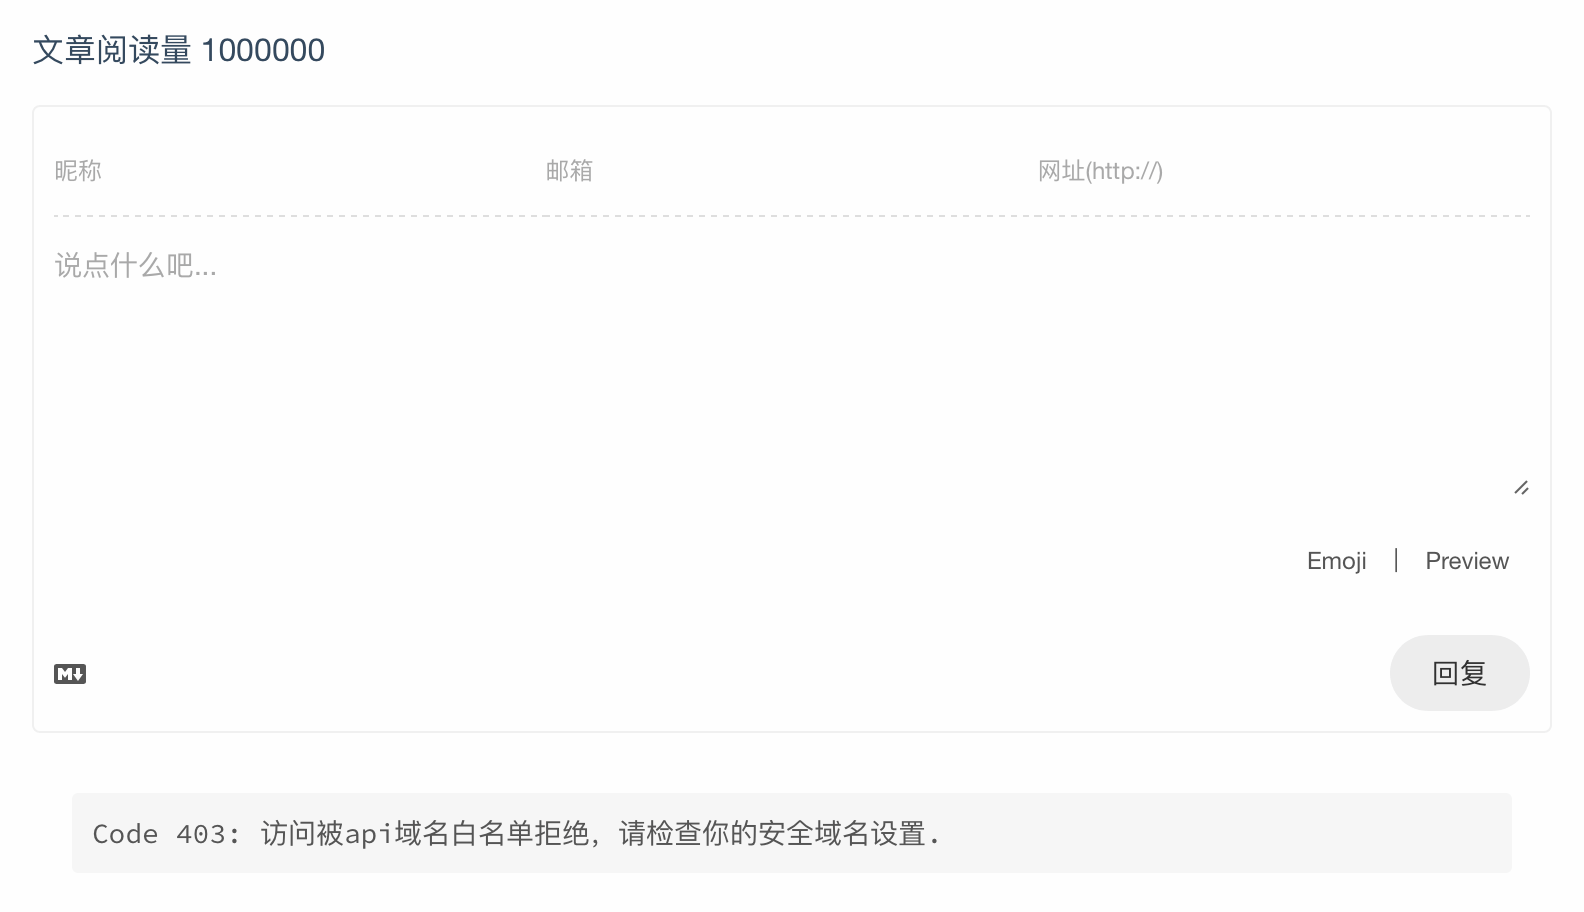 文章阅读量 1000000
昵称 邮箱 网址(http://)
说点什么吧...
Emoji | Preview
M↓
回复
Code 403: 访问被api域名白名单拒绝，请检查你的安全域名设置.